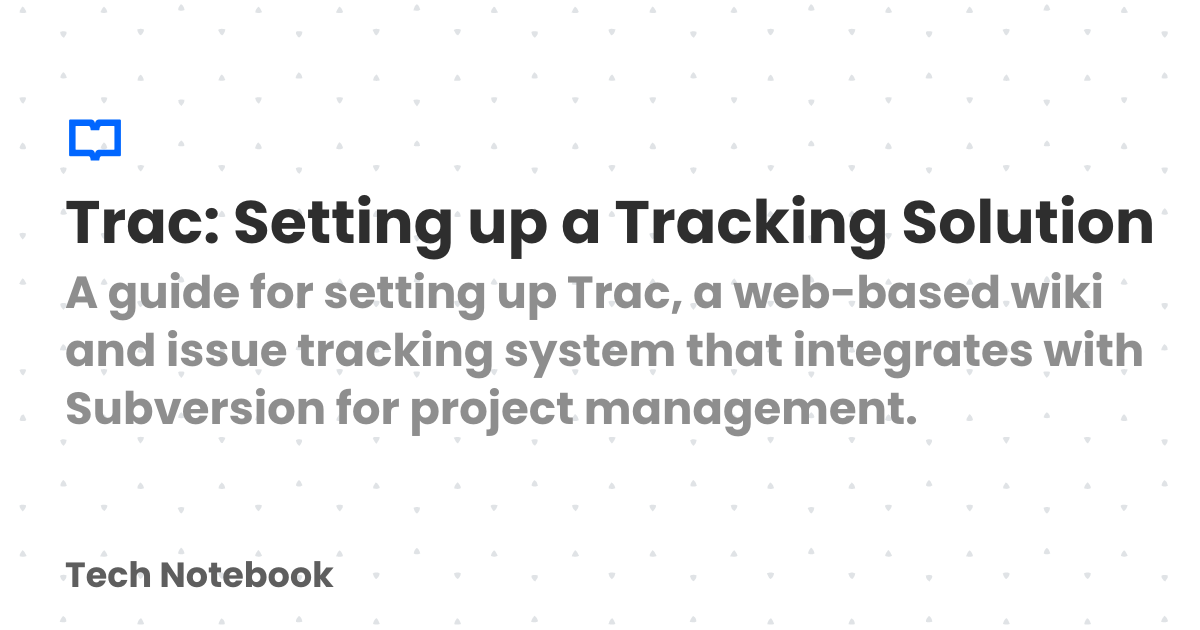 Trac: Setting up a Tracking Solution
A guide for setting up Trac, a web-based wiki
and issue tracking system that integrates with
Subversion for project management.
Tech Notebook